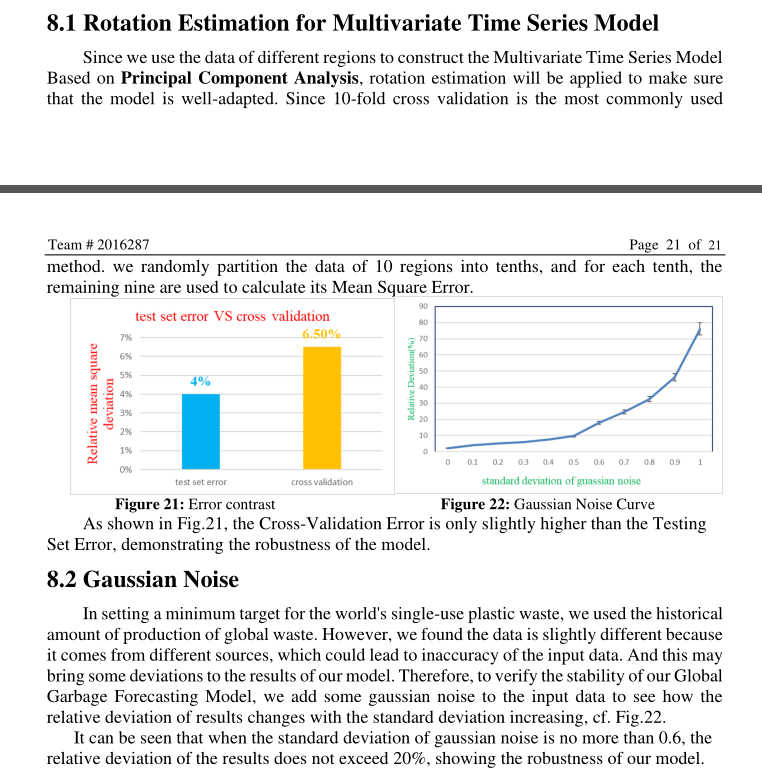 8.1 Rotation Estimation for Multivariate Time Series Model
Since we use the data of different regions to construct the Multivariate Time Series Model
Based on Principal Component Analysis, rotation estimation will be applied to make sure
that the model is well-adapted. Since 10-fold cross validation is the most commonly used
Team # 2016287
Page 21 of 21
method. we randomly partition the data of 10 regions into tenths, and for each tenth, the
remaining nine are used to calculate its Mean Square Error.
test set error VS cross validation
Relative mean square
deviation
7%
6%
5%
4%
3%
2%
1%
0%
4%
6.50%
test set error
cross validation
Relative Deviation(%)
90
80
70
60
50
40
30
20
10
0
0 0.1 0.2 0.3 0.4 0.5 0.6 0.7 0.8 0.9 1
standard deviation of guassian noise
Figure 21: Error contrast
Figure 22: Gaussian Noise Curve
As shown in Fig.21, the Cross-Validation Error is only slightly higher than the Testing
Set Error, demonstrating the robustness of the model.
8.2 Gaussian Noise
In setting a minimum target for the world's single-use plastic waste, we used the historical
amount of production of global waste. However, we found the data is slightly different because
it comes from different sources, which could lead to inaccuracy of the input data. And this may
bring some deviations to the results of our model. Therefore, to verify the stability of our Global
Garbage Forecasting Model, we add some gaussian noise to the input data to see how the
relative deviation of results changes with the standard deviation increasing, cf. Fig.22.
It can be seen that when the standard deviation of gaussian noise is no more than 0.6, the
relative deviation of the results does not exceed 20%, showing the robustness of our model.